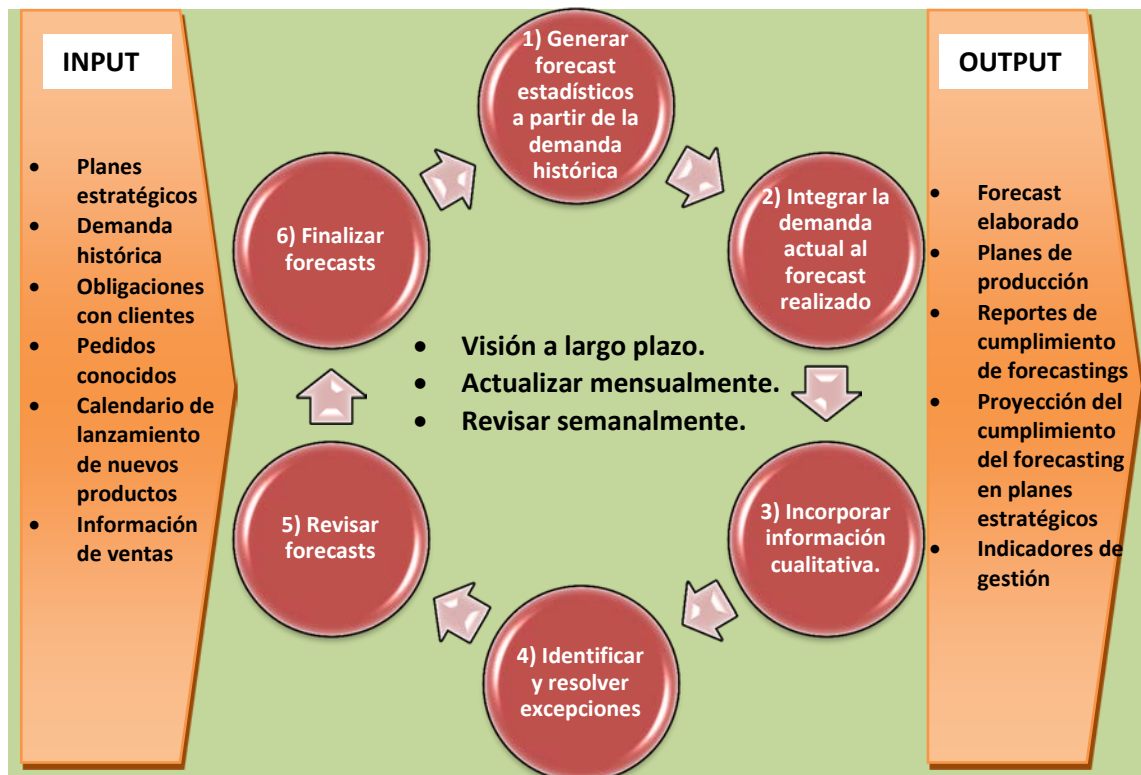 INPUT
• Planes
estratégicos
• Demanda
histórica
• Obligaciones
con clientes
• Pedidos
conocidos
• Calendario de
lanzamiento
de nuevos
productos
• Información
de ventas
1) Generar
forecast
estadísticos
a partir de la
demanda
histórica
2) Integrar la
demanda
actual al
forecast
realizado
3) Incorporar
información
cualitativa.
4) Identificar
y resolver
excepciones
5) Revisar
forecasts
6) Finalizar
forecasts
• Visión a largo plazo.
• Actualizar mensualmente.
• Revisar semanalmente.
OUTPUT
• Forecast
elaborado
• Planes de
producción
• Reportes de
cumplimiento
de forecastings
• Proyección del
cumplimiento
del forecasting
en planes
estratégicos
• Indicadores de
gestión